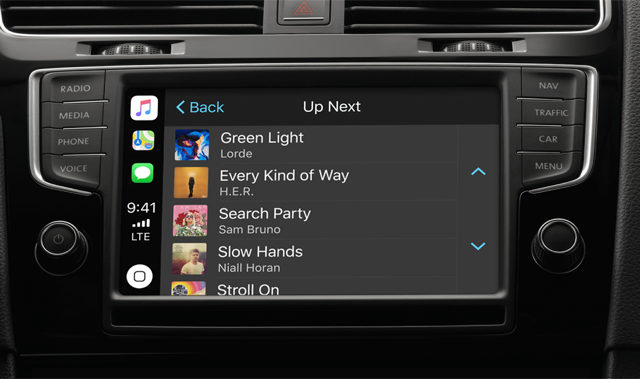 RADIO
MEDIA
PHONE
VOICE
Back
Up Next
Green Light
Lorde
Every Kind of Way
H.E.R.
Search Party
Sam Bruno
Slow Hands
Niall Horan
Stroll On
9:41
LTE
NAV
TRAFFIC
CAR
MENU